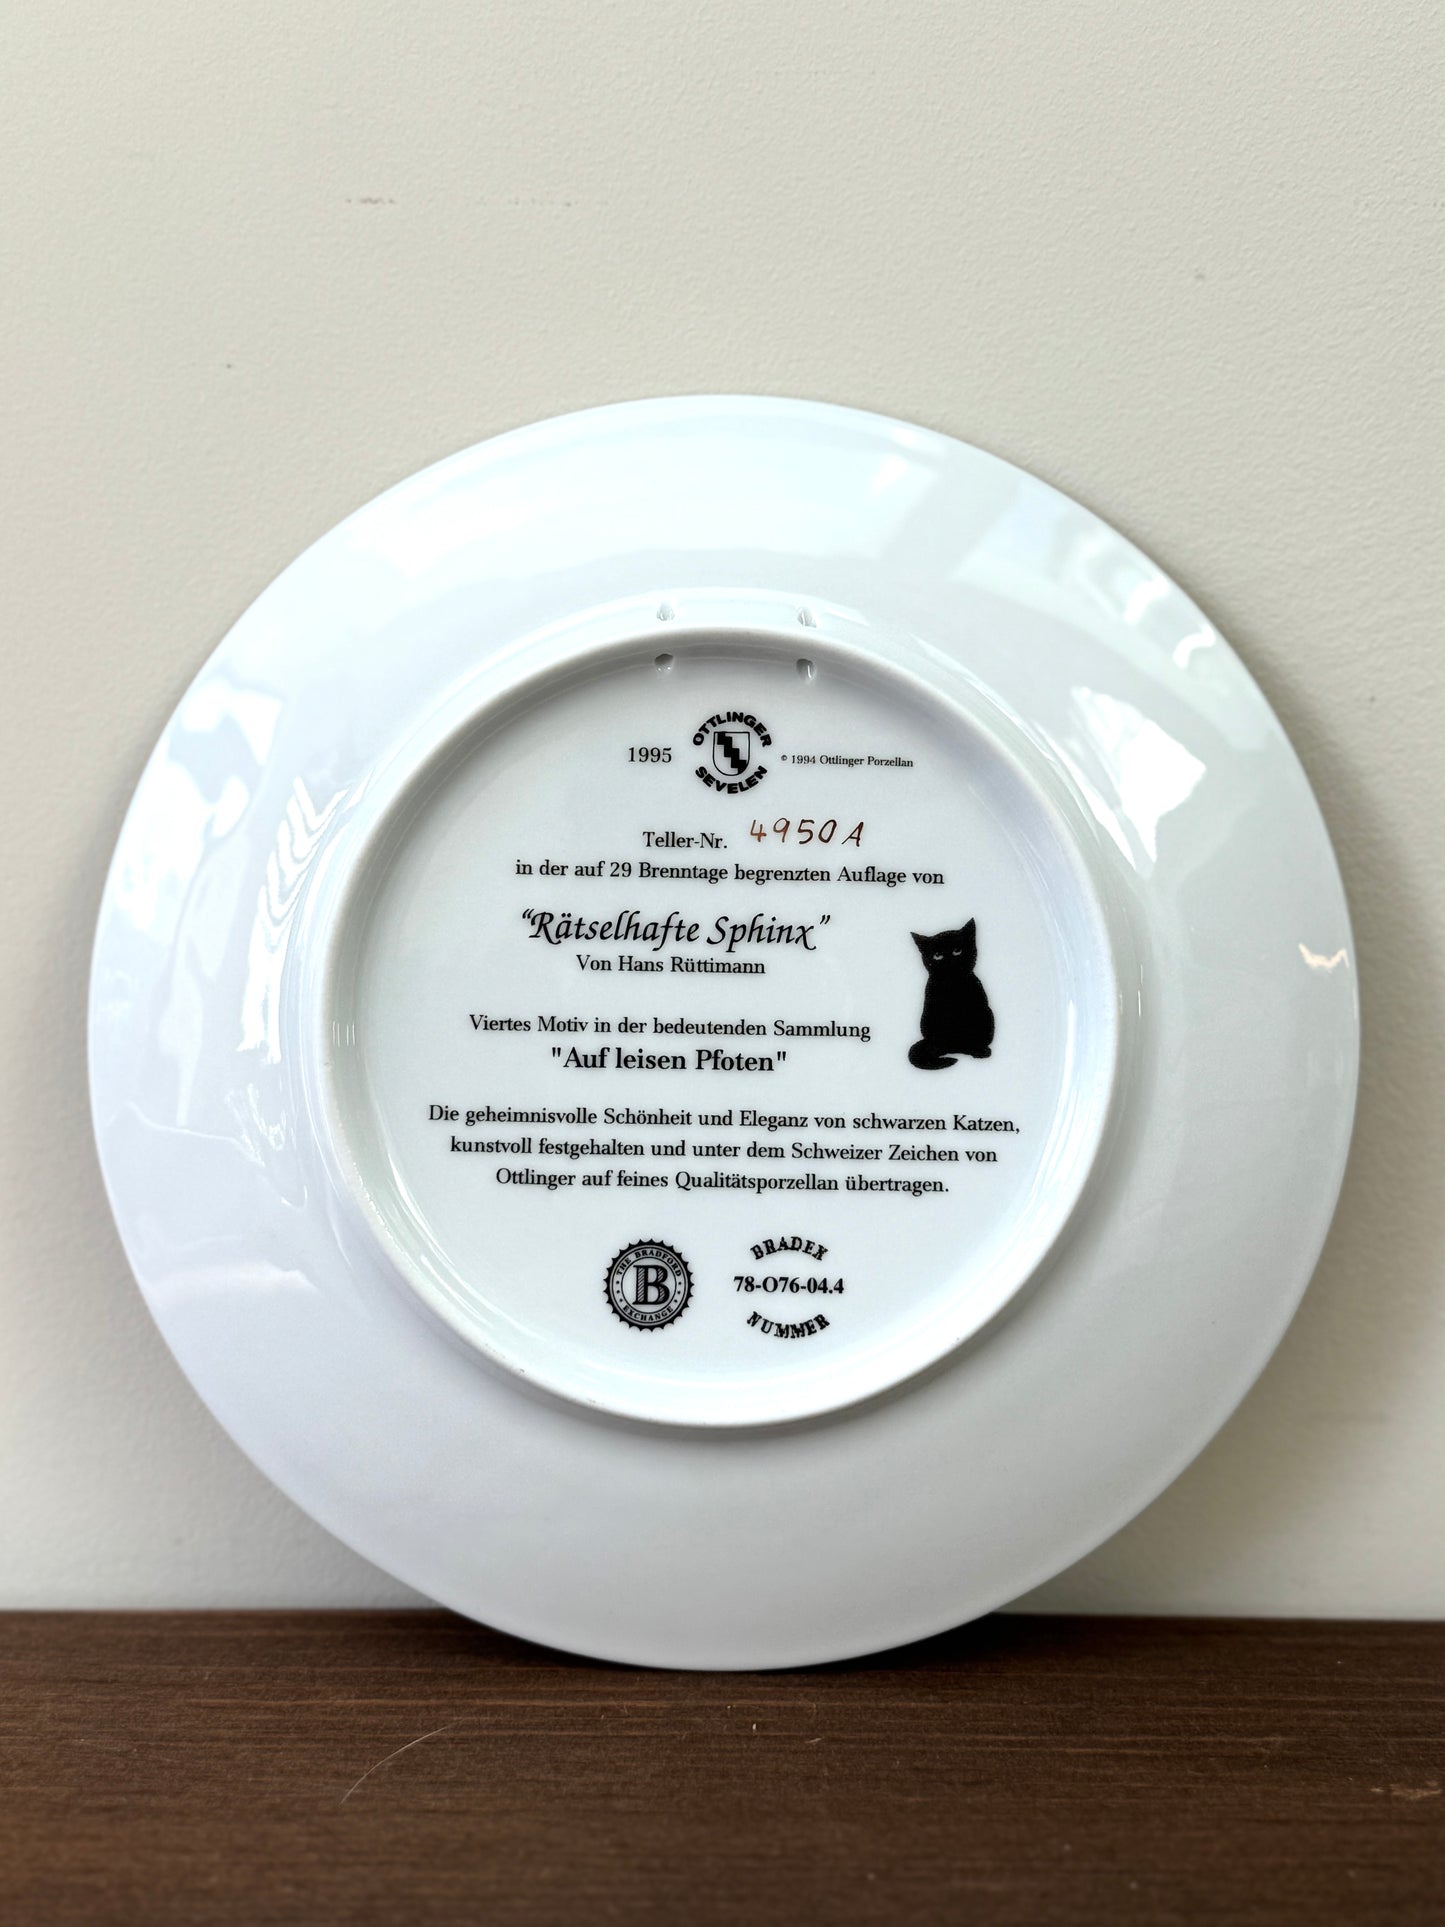 1995
OTTLINGER
SEVELEN
© 1994 Ottlinger Porzellan
Teller-Nr. 4950A
in der auf 29 Brenntage begrenzten Auflage von
“Rätselhafte Sphinx”
Von Hans Rüttimann
Viertes Motiv in der bedeutenden Sammlung
"Auf leisen Pfoten"
Die geheimnisvolle Schönheit und Eleganz von schwarzen Katzen,
kunstvoll festgehalten und unter dem Schweizer Zeichen von
Ottlinger auf feines Qualitätsporzellan übertragen.
THE BRADFORD
B
EXCHANGE
BRADEX
78-O76-04.4
NUMMER